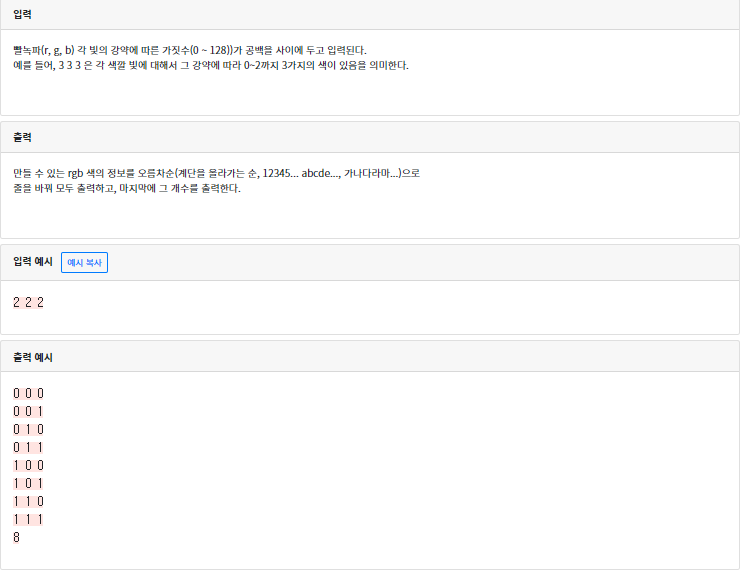 입력
빨녹파(r, g, b) 각 빛의 강약에 따른 가짓수(0 ~ 128))가 공백을 사이에 두고 입력된다.
예를 들어, 3 3 3 은 각 색깔 빛에 대해서 그 강약에 따라 0~2까지 3가지의 색이 있음을 의미한다.
출력
만들 수 있는 rgb 색의 정보를 오름차순(계단을 올라가는 순, 12345... abcde..., 가나다라마...)으로
줄을 바꿔 모두 출력하고, 마지막에 그 개수를 출력한다.
입력 예시 예시 복사
2 2 2
출력 예시
0 0 0
0 0 1
0 1 0
0 1 1
1 0 0
1 0 1
1 1 0
1 1 1
8